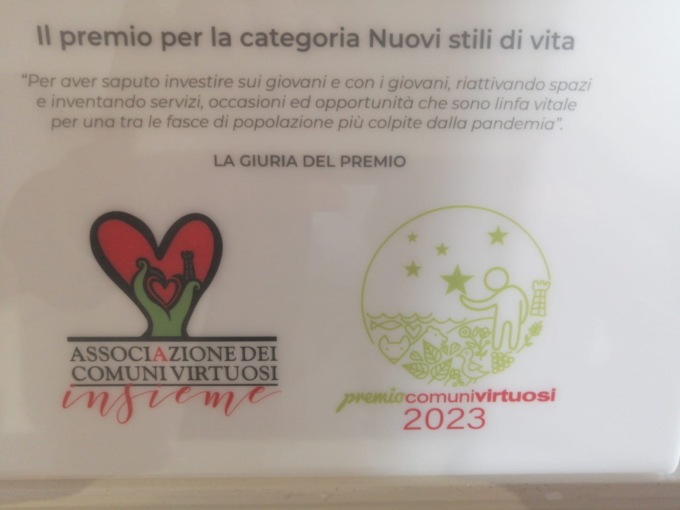 Il premio per la categoria Nuovi stili di vita
“Per aver saputo investire sui giovani e con i giovani, riattivando spazi
e inventando servizi, occasioni ed opportunità che sono linfa vitale
per una tra le fasce di popolazione più colpite dalla pandemia”.
LA GIURIA DEL PREMIO
ASSOCIAZIONE DEI
COMUNI VIRTUOSI
insieme
premiocomunivirtuosi
2023